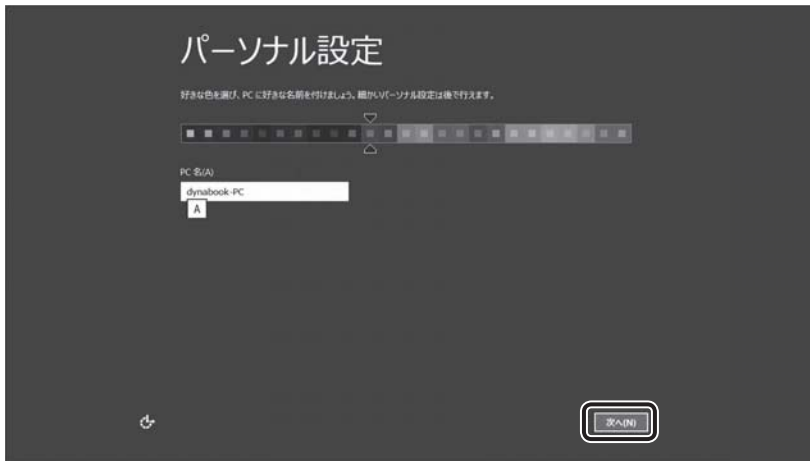 パーソナル設定
好きな色を選び、PC に好きな名前を付けましょう。細かいパーソナル設定は後で行えます。
PC 名(A)
dynabook-PC
A
次へ(N)